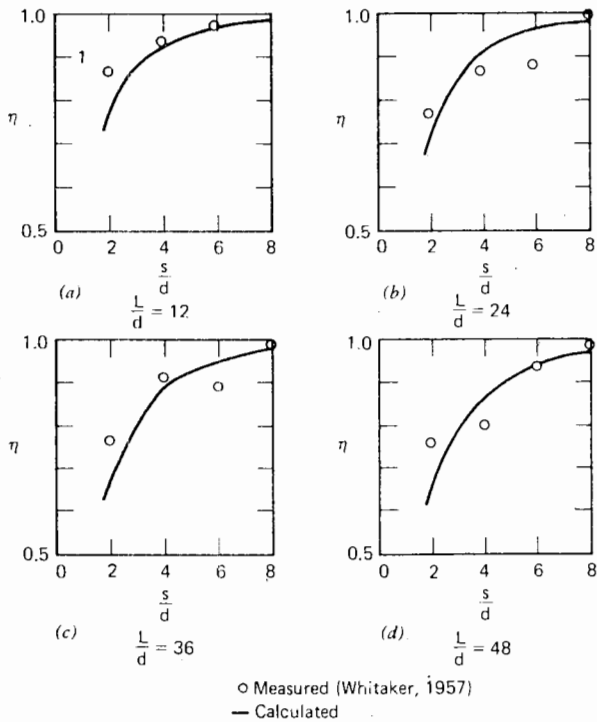 1.0
1
η
0.5
0 2 4 6 8
s/d
(a)
L/d = 12
1.0
η
0.5
0 2 4 6 8
s/d
(b)
L/d = 24
1.0
η
0.5
0 2 4 6 8
s/d
(c)
L/d = 36
1.0
η
0.5
0 2 4 6 8
s/d
(d)
L/d = 48
Measured (Whitaker, 1957)
Calculated